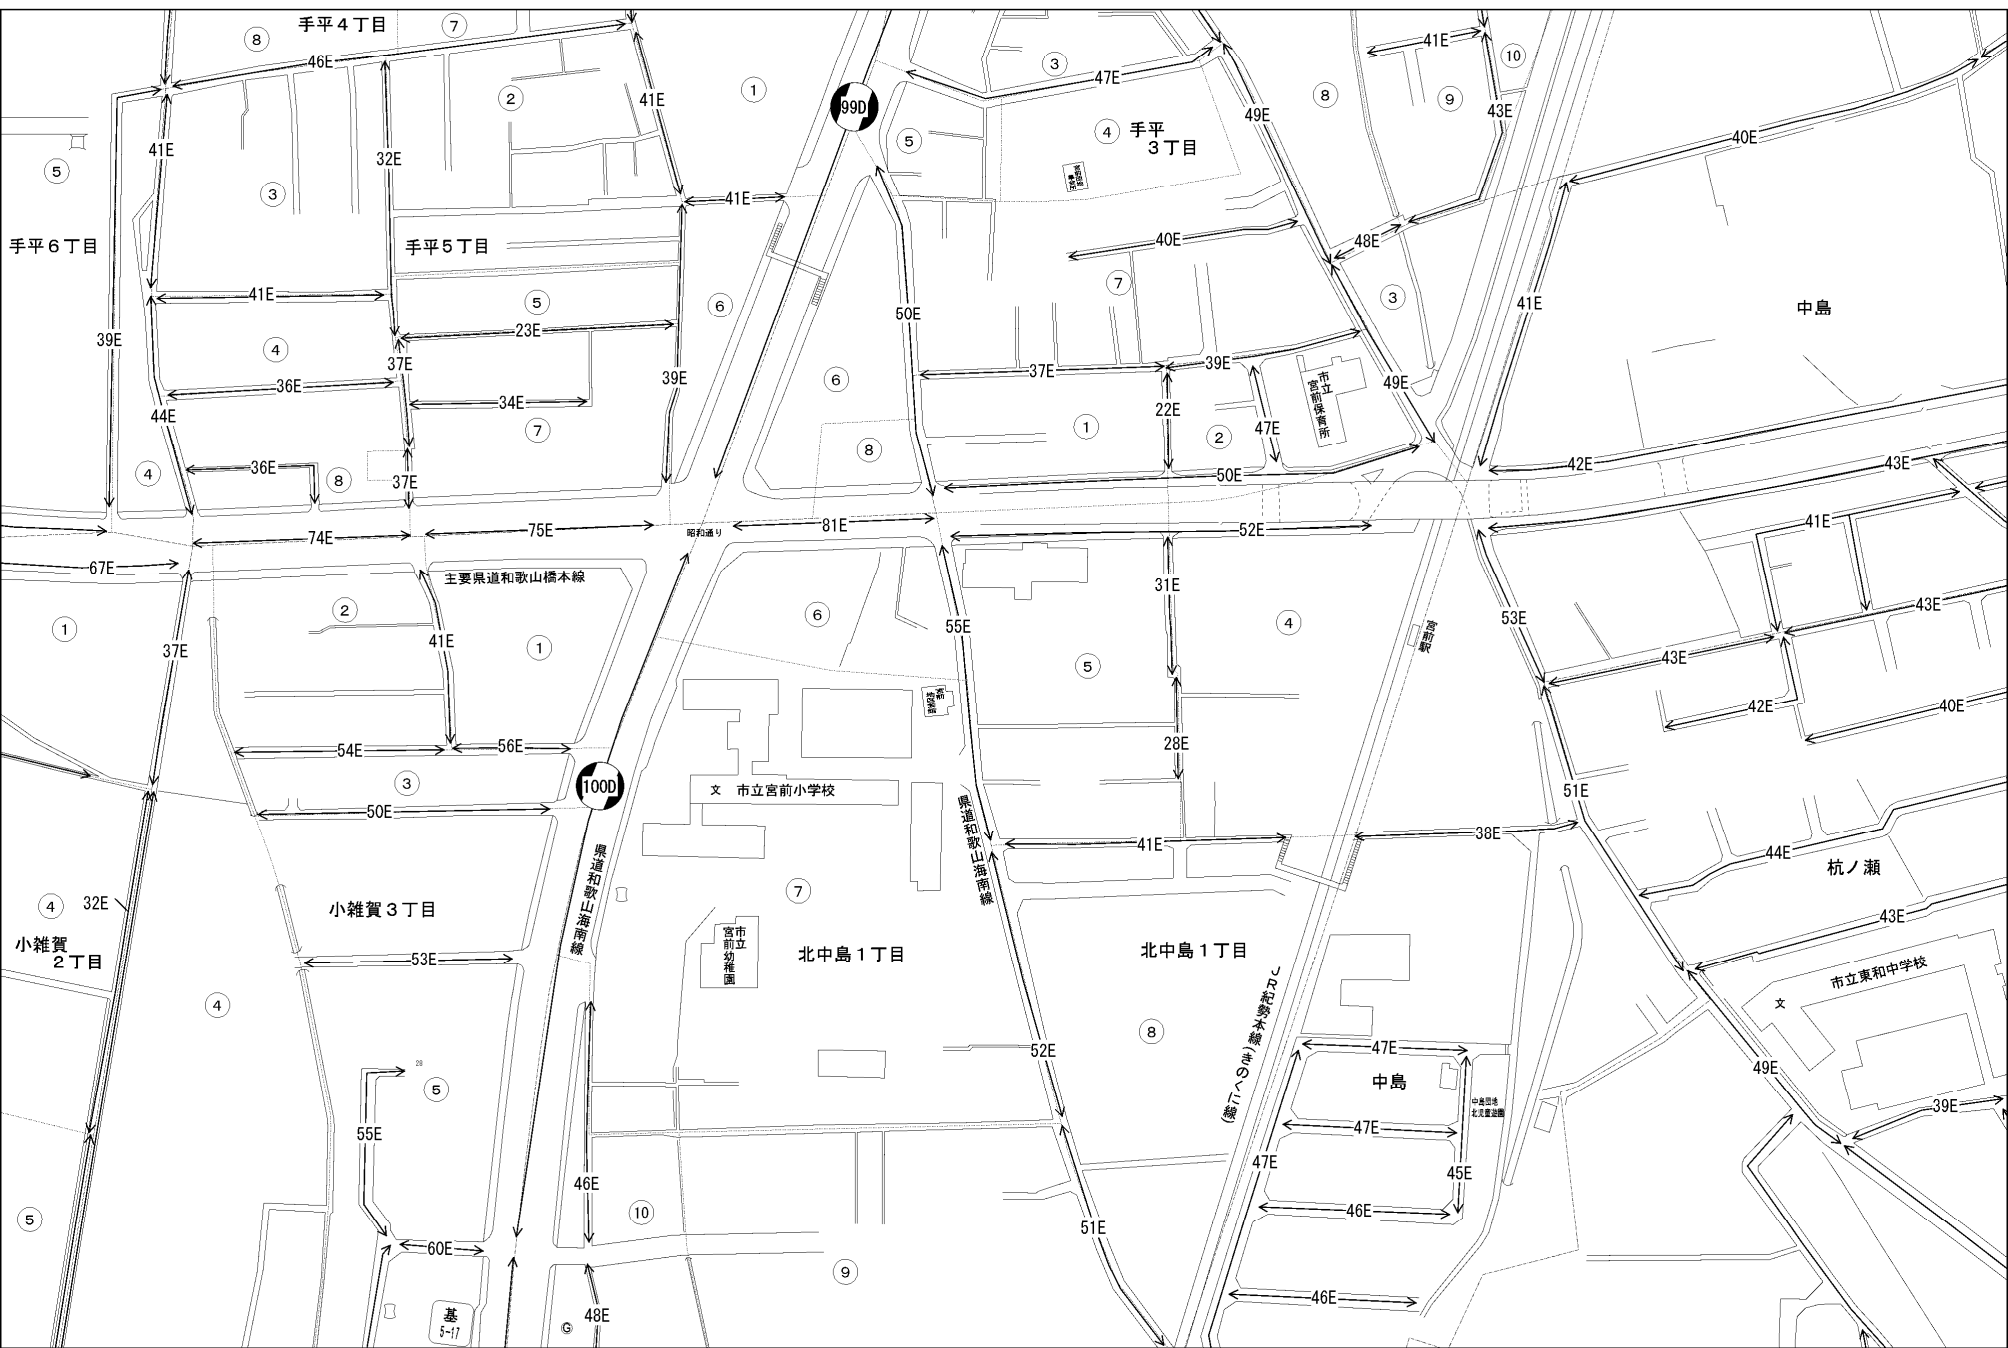 手平４丁目
⑧
⑦
46E
41E
②
①
99D
③
47E
49E
⑧
41E
⑩
⑨
43E
40E
⑤
41E
32E
③
⑤
④
手平
３丁目
手平６丁目
手平５丁目
41E
40E
48E
41E
中島
39E
41E
⑤
⑥
50E
⑦
③
④
23E
37E
39E
36E
34E
⑥
37E
39E
49E
市立
宮前保育所
44E
⑦
22E
47E
①
②
⑧
36E
④
⑧
37E
50E
42E
43E
74E
75E
昭和通り
81E
52E
41E
67E
主要県道和歌山橋本線
31E
①
②
41E
①
⑥
55E
④
宮前駅
53E
43E
37E
⑤
43E
42E
40E
54E
56E
28E
③
100D
文 市立宮前小学校
51E
50E
県道和歌山海南線
41E
38E
44E
杭ノ瀬
県道和歌山海南線
32E
④
小雑賀３丁目
⑦
43E
小雑賀
２丁目
53E
市立
宮前幼稚園
北中島１丁目
北中島１丁目
市立東和中学校
文
④
ＪＲ紀勢本線（きのくに線）
⑧
52E
47E
49E
28
⑤
中島
中島団地
北児童遊園
39E
55E
47E
47E
45E
46E
⑤
⑩
46E
51E
60E
⑨
46E
48E
基
5-17
G